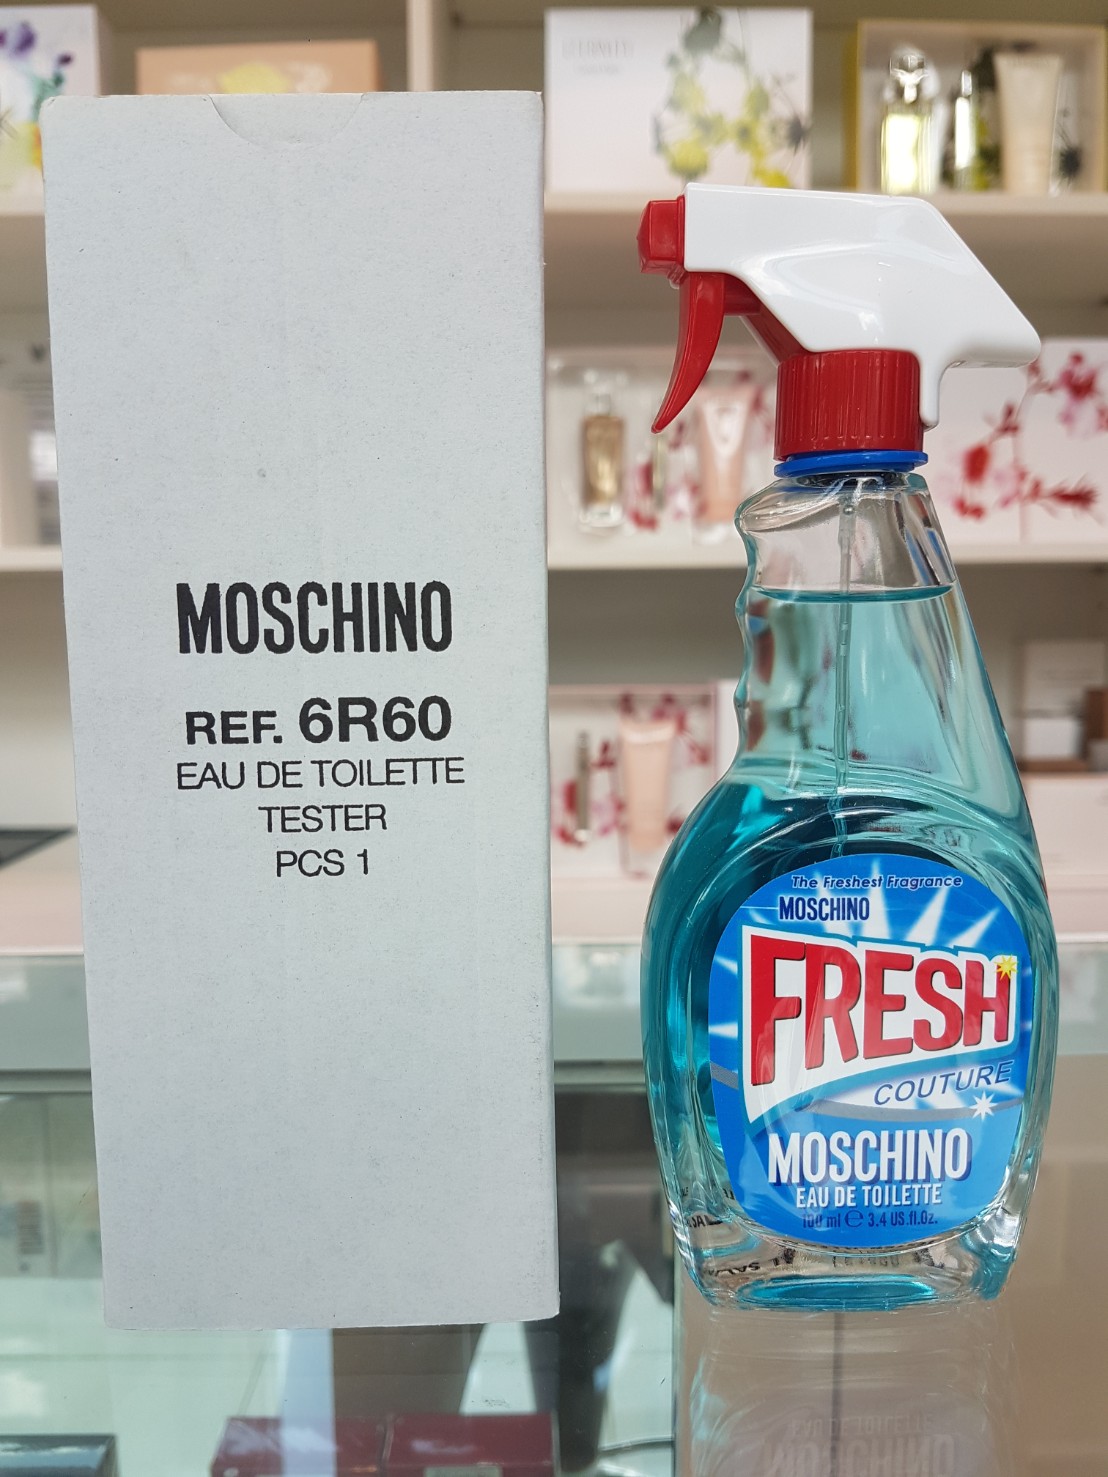 MOSCHINO
REF. 6R60
EAU DE TOILETTE
TESTER
PCS 1
ETERNITY
The Freshest Fragrance
MOSCHINO
FRESH
COUTURE
MOSCHINO
EAU DE TOILETTE
100 ml ℮ 3.4 US.fl.Oz.